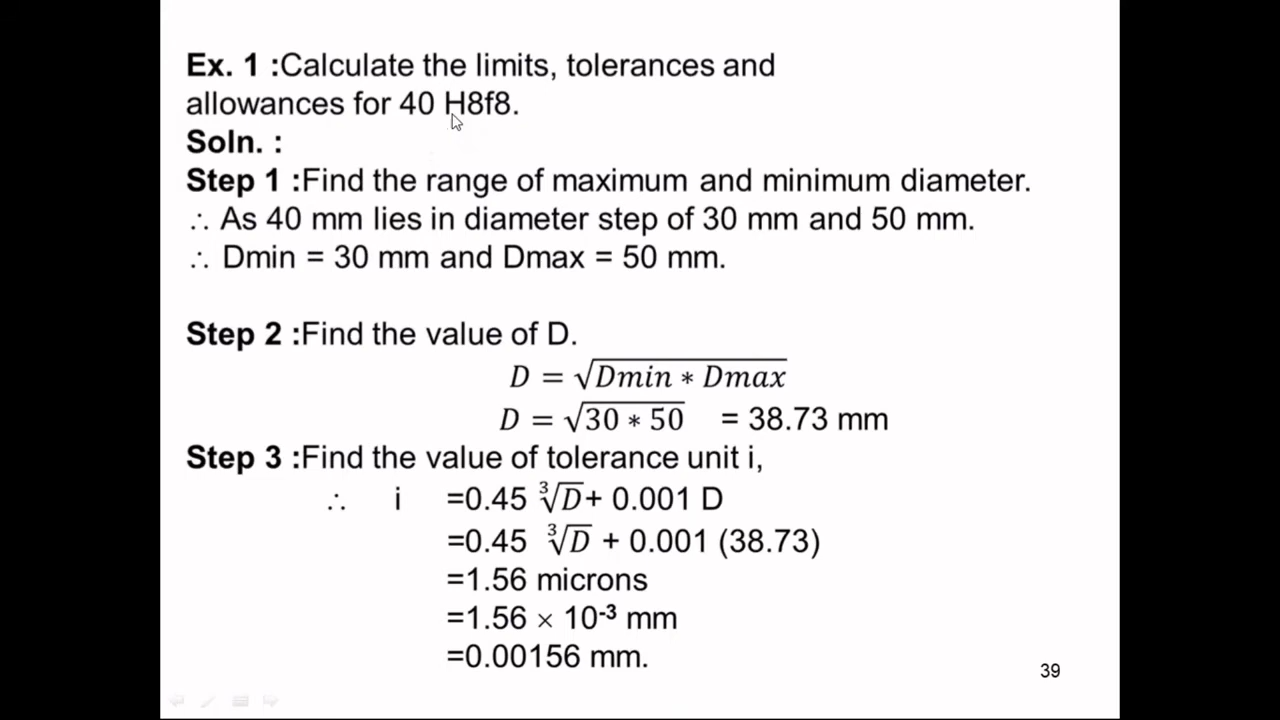 Ex. 1 :Calculate the limits, tolerances and
allowances for 40 H8f8.
Soln. :
Step 1 :Find the range of maximum and minimum diameter.
∴ As 40 mm lies in diameter step of 30 mm and 50 mm.
∴ Dmin = 30 mm and Dmax = 50 mm.
Step 2 :Find the value of D.
D = √Dmin ∗ Dmax
D = √30 ∗ 50 = 38.73 mm
Step 3 :Find the value of tolerance unit i,
∴ i =0.45 ∛D+ 0.001 D
=0.45 ∛D + 0.001 (38.73)
=1.56 microns
=1.56 × 10⁻³ mm
=0.00156 mm.
39